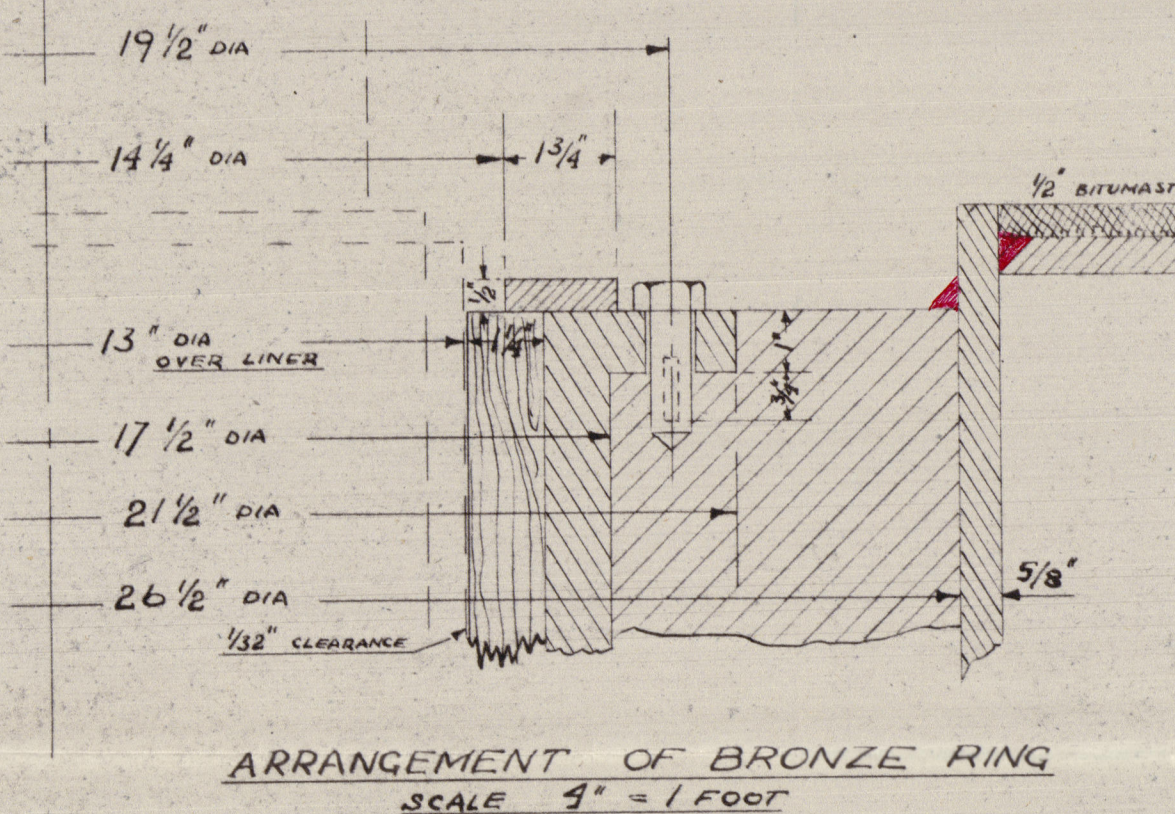 19 1/2" DIA
14 1/4" DIA
1 3/4"
1/2" BITUMAST
1/2"
13" DIA
OVER LINER
1 1/4"
1"
3/4"
17 1/2" DIA
21 1/2" DIA
26 1/2" DIA
5/8"
1/32" CLEARANCE
ARRANGEMENT OF BRONZE RING
SCALE 4" = 1 FOOT